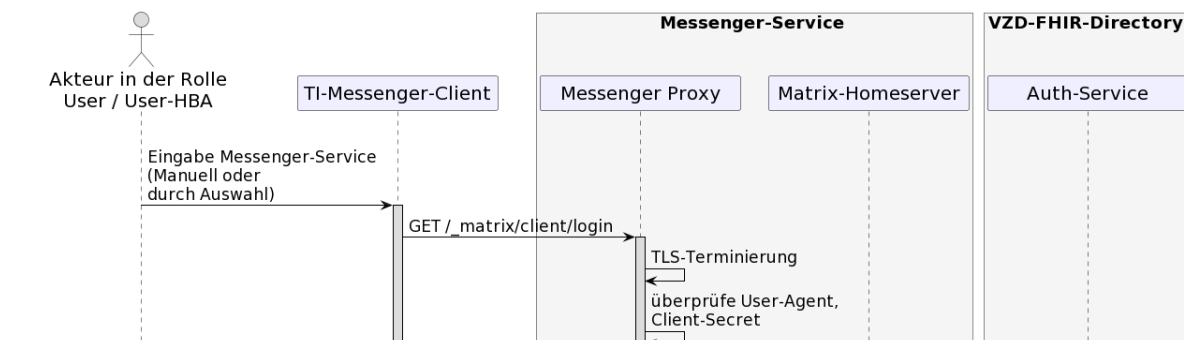 Messenger-Service
VZD-FHIR-Directory
Akteur in der Rolle
User / User-HBA
TI-Messenger-Client
Messenger Proxy
Matrix-Homeserver
Auth-Service
Eingabe Messenger-Service
(Manuell oder
durch Auswahl)
GET /_matrix/client/login
TLS-Terminierung
überprüfe User-Agent,
Client-Secret